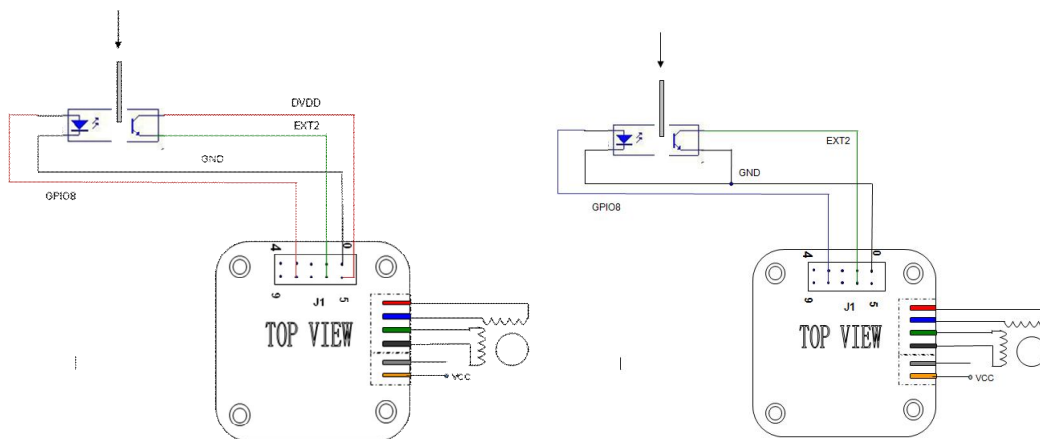 DVDD
EXT2
GND
GPIO8
4
0
9
5
J1
TOP VIEW
VCC
EXT2
GND
GPIO8
4
0
9
5
J1
TOP VIEW
VCC